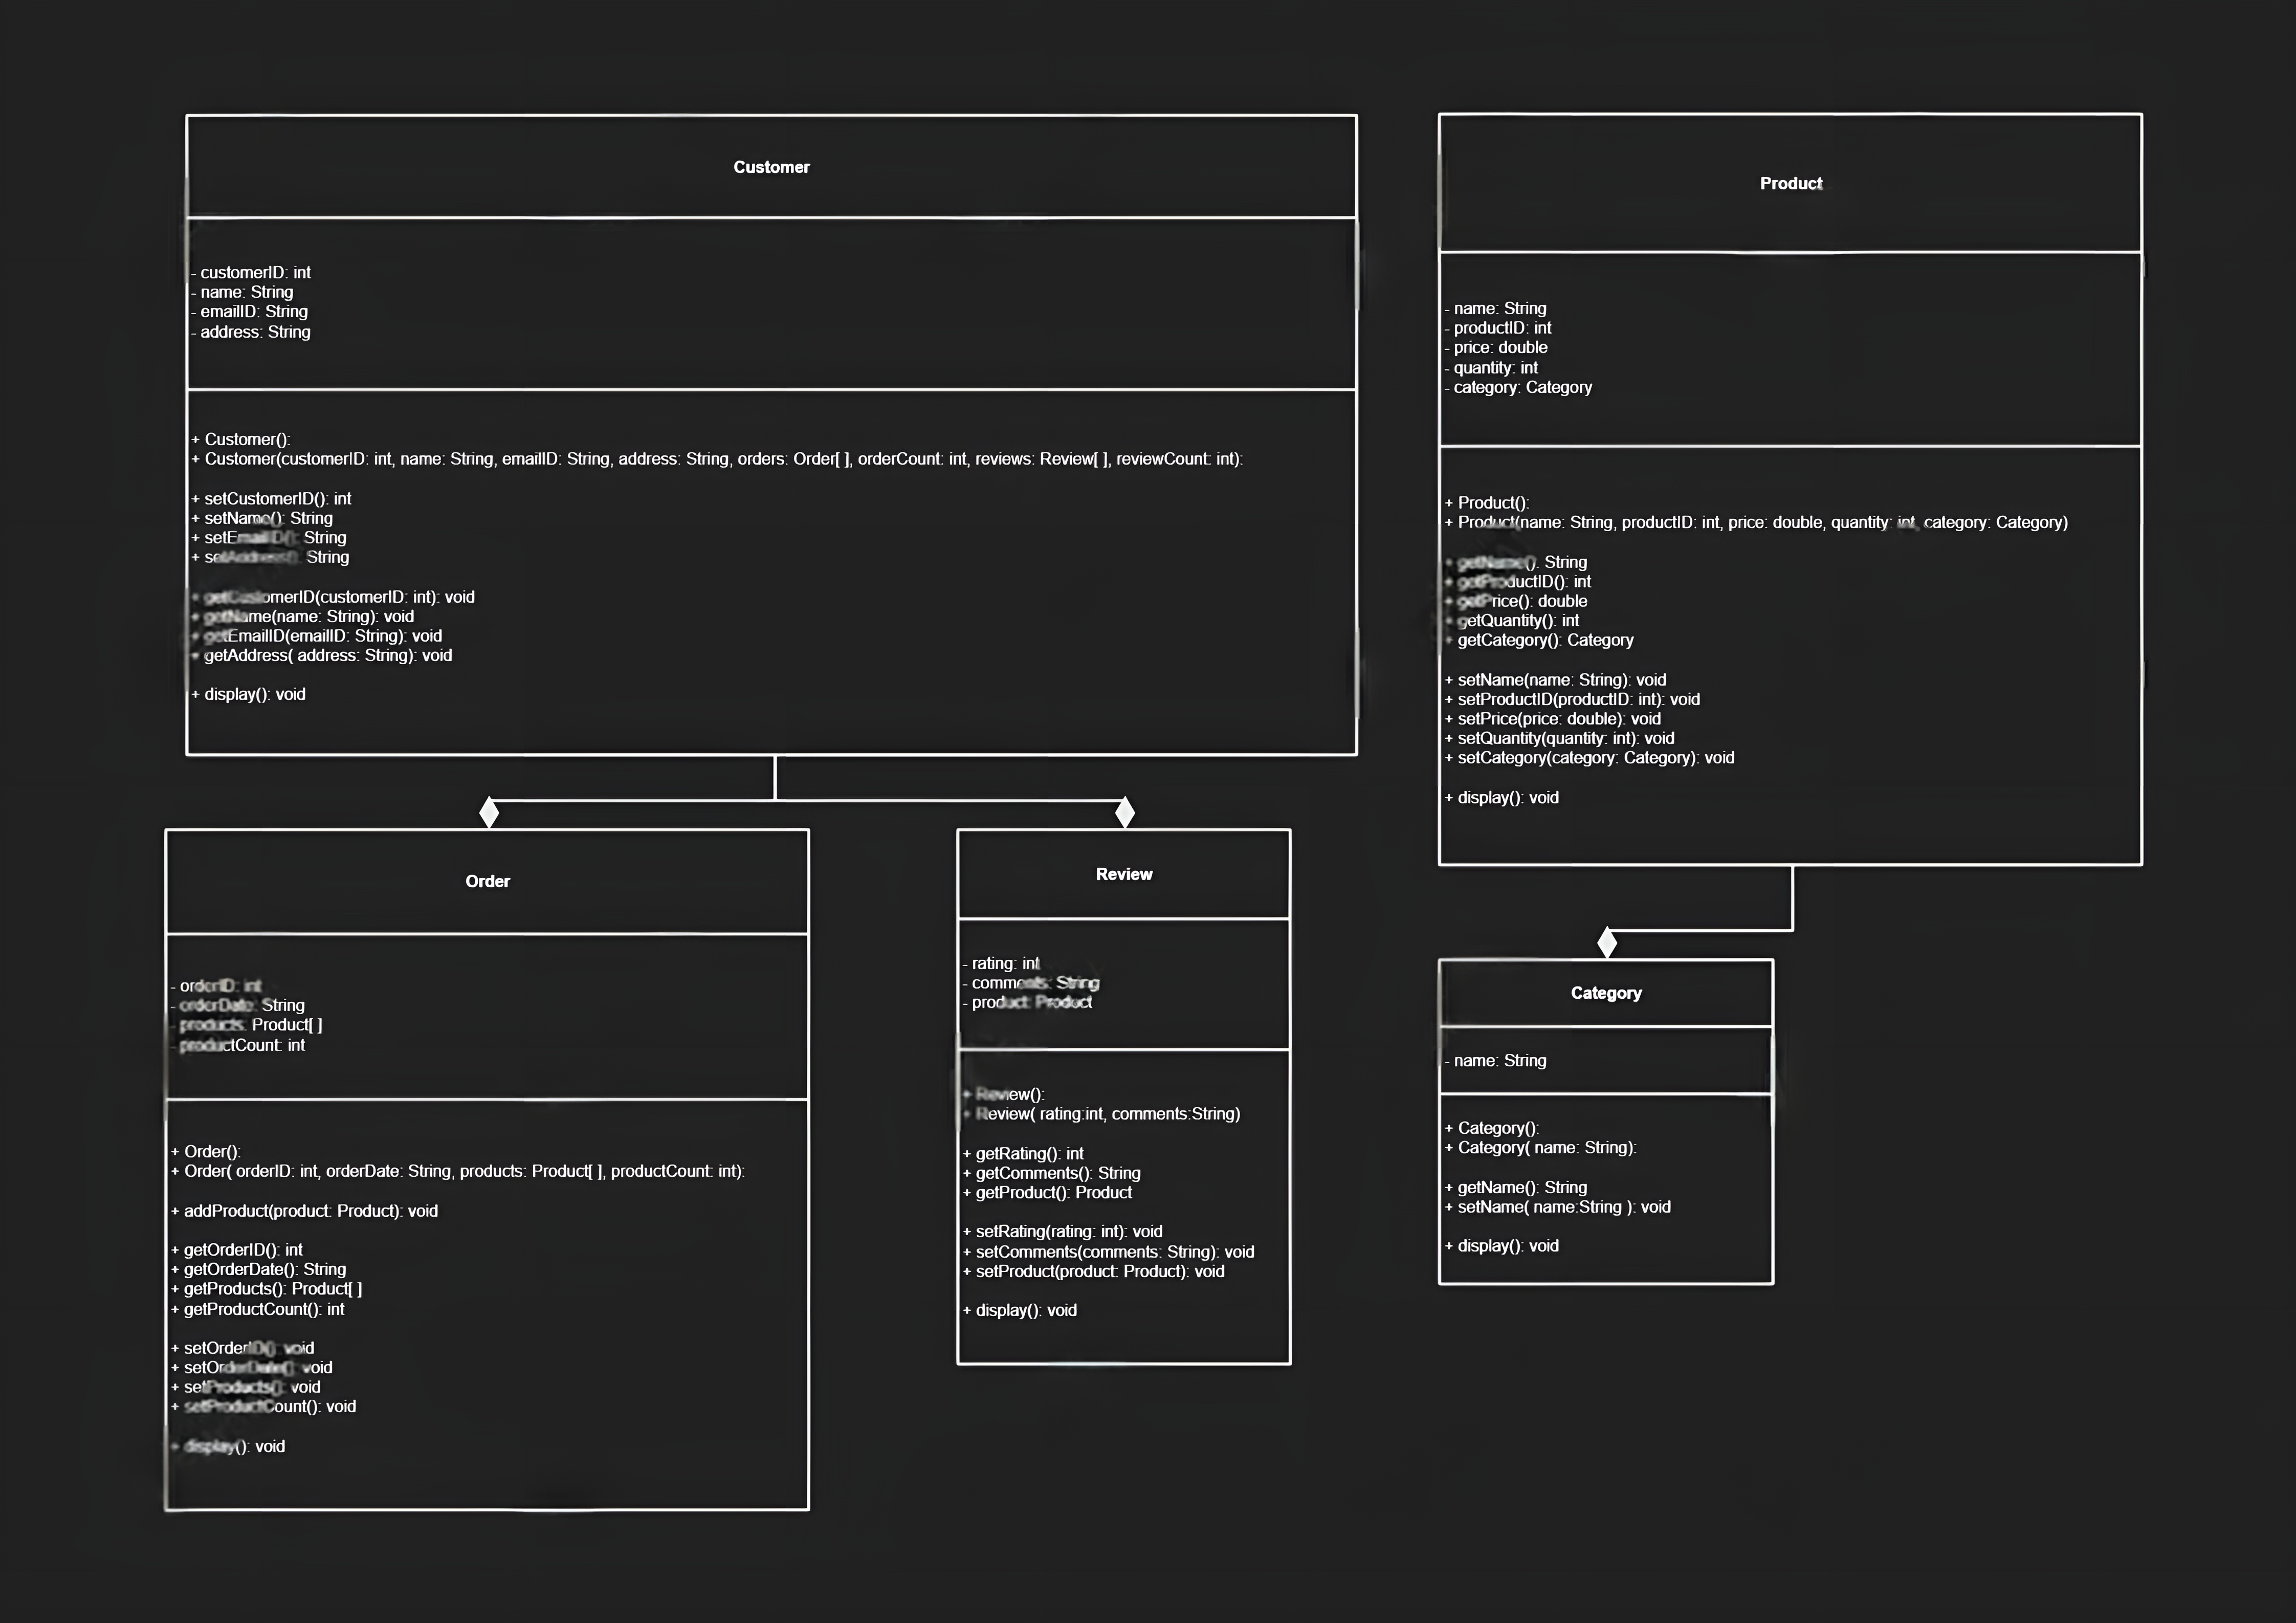 Customer
- customerID: int
- name: String
- emailID: String
- address: String
+ Customer():
+ Customer(customerID: int, name: String, emailID: String, address: String, orders: Order[ ], orderCount: int, reviews: Review[ ], reviewCount: int):
+ setCustomerID(): int
+ setName(): String
+ setEmailID(): String
+ setAddress(): String
+ getCustomerID(customerID: int): void
+ getName(name: String): void
+ getEmailID(emailID: String): void
+ getAddress( address: String): void
+ display(): void
Product
- name: String
- productID: int
- price: double
- quantity: int
- category: Category
+ Product():
+ Product(name: String, productID: int, price: double, quantity: int, category: Category)
+ getName(): String
+ getProductID(): int
+ getPrice(): double
+ getQuantity(): int
+ getCategory(): Category
+ setName(name: String): void
+ setProductID(productID: int): void
+ setPrice(price: double): void
+ setQuantity(quantity: int): void
+ setCategory(category: Category): void
+ display(): void
Order
- orderID: int
- orderDate: String
- products: Product[ ]
- productCount: int
+ Order():
+ Order( orderID: int, orderDate: String, products: Product[ ], productCount: int):
+ addProduct(product: Product): void
+ getOrderID(): int
+ getOrderDate(): String
+ getProducts(): Product[ ]
+ getProductCount(): int
+ setOrderID(): void
+ setOrderDate(): void
+ setProducts(): void
+ setProductCount(): void
+ display(): void
Review
- rating: int
- comments: String
- product: Product
+ Review():
+ Review( rating:int, comments:String)
+ getRating(): int
+ getComments(): String
+ getProduct(): Product
+ setRating(rating: int): void
+ setComments(comments: String): void
+ setProduct(product: Product): void
+ display(): void
Category
- name: String
+ Category():
+ Category( name: String):
+ getName(): String
+ setName( name:String ): void
+ display(): void